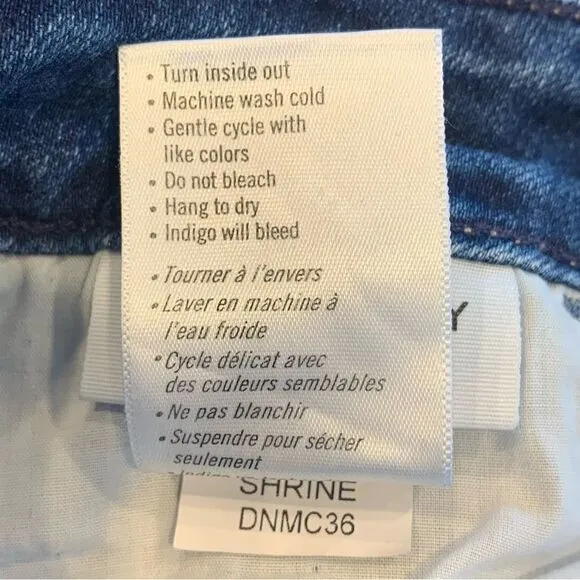 • Turn inside out
• Machine wash cold
• Gentle cycle with
like colors
• Do not bleach
• Hang to dry
• Indigo will bleed
• Tourner à l'envers
• Laver en machine à
l'eau froide
• Cycle délicat avec
des couleurs semblables
• Ne pas blanchir
• Suspendre pour sécher
seulement
Y
SHRINE
DNMC36